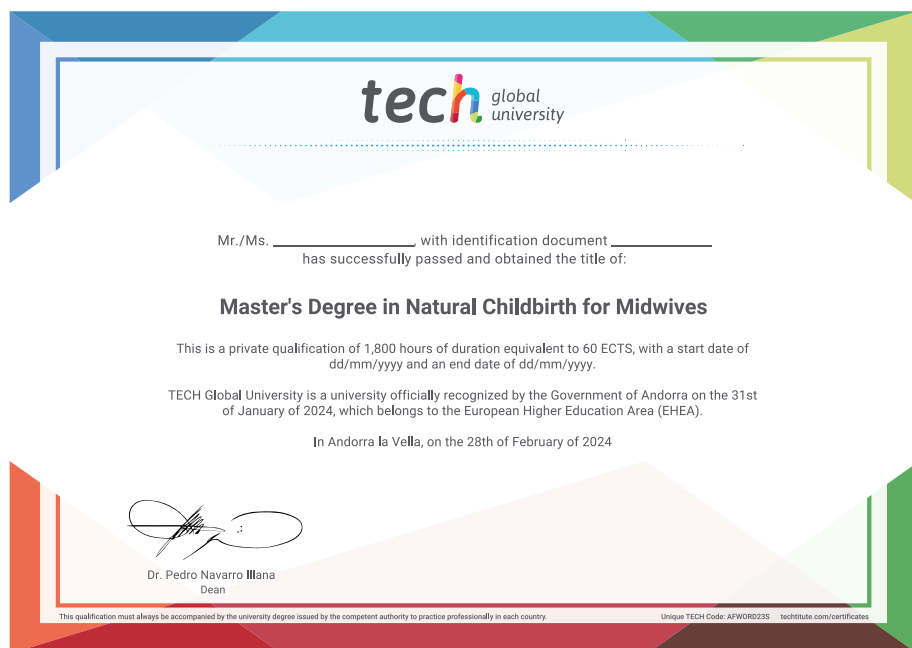 tech global
university
Mr./Ms. , with identification document
has successfully passed and obtained the title of:
Master's Degree in Natural Childbirth for Midwives
This is a private qualification of 1,800 hours of duration equivalent to 60 ECTS, with a start date of
dd/mm/yyyy and an end date of dd/mm/yyyy.
TECH Global University is a university officially recognized by the Government of Andorra on the 31st
of January of 2024, which belongs to the European Higher Education Area (EHEA).
In Andorra la Vella, on the 28th of February of 2024
Dr. Pedro Navarro Illana
Dean
This qualification must always be accompanied by the university degree issued by the competent authority to practice professionally in each country.
Unique TECH Code: AFWORD23S techtitute.com/certificates